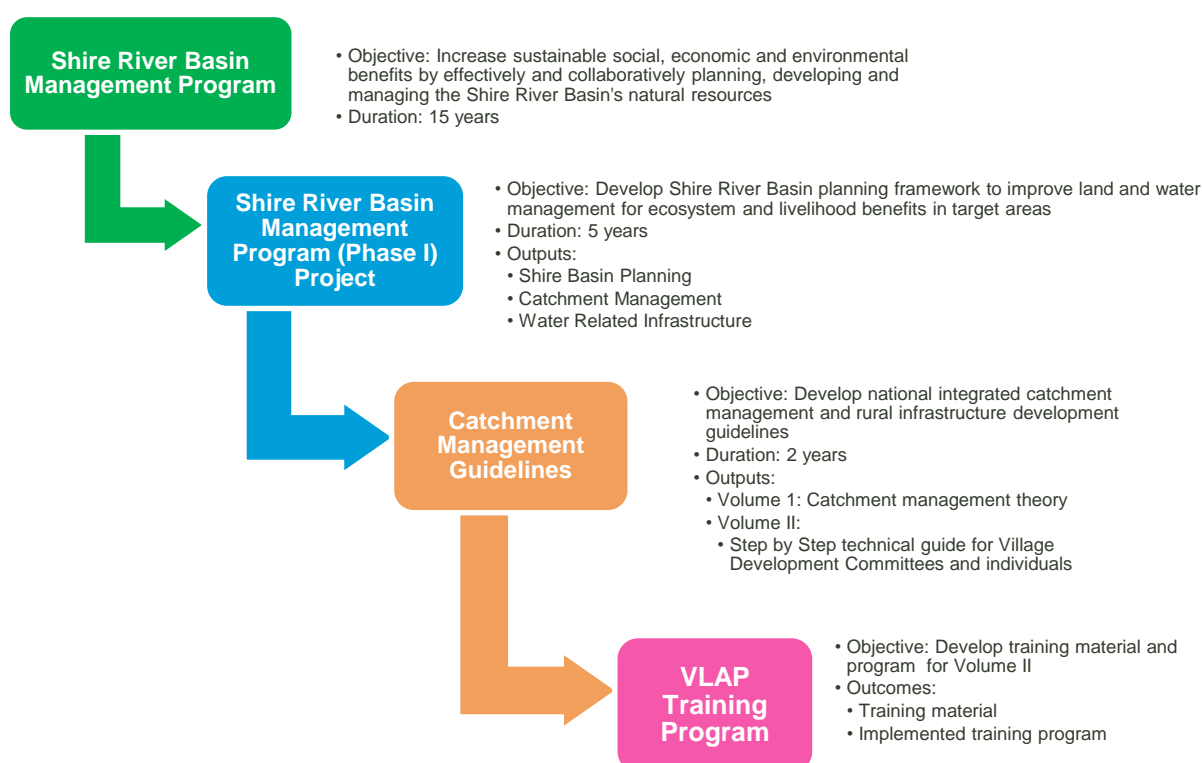 Shire River Basin
Management Program
• Objective: Increase sustainable social, economic and environmental
benefits by effectively and collaboratively planning, developing and
managing the Shire River Basin's natural resources
• Duration: 15 years
Shire River Basin
Management
Program (Phase I)
Project
• Objective: Develop Shire River Basin planning framework to improve land and water
management for ecosystem and livelihood benefits in target areas
• Duration: 5 years
• Outputs:
• Shire Basin Planning
• Catchment Management
• Water Related Infrastructure
Catchment
Management
Guidelines
• Objective: Develop national integrated catchment
management and rural infrastructure development
guidelines
• Duration: 2 years
• Outputs:
• Volume 1: Catchment management theory
• Volume II:
• Step by Step technical guide for Village
Development Committees and individuals
VLAP
Training
Program
• Objective: Develop training material and
program for Volume II
• Outcomes:
• Training material
• Implemented training program